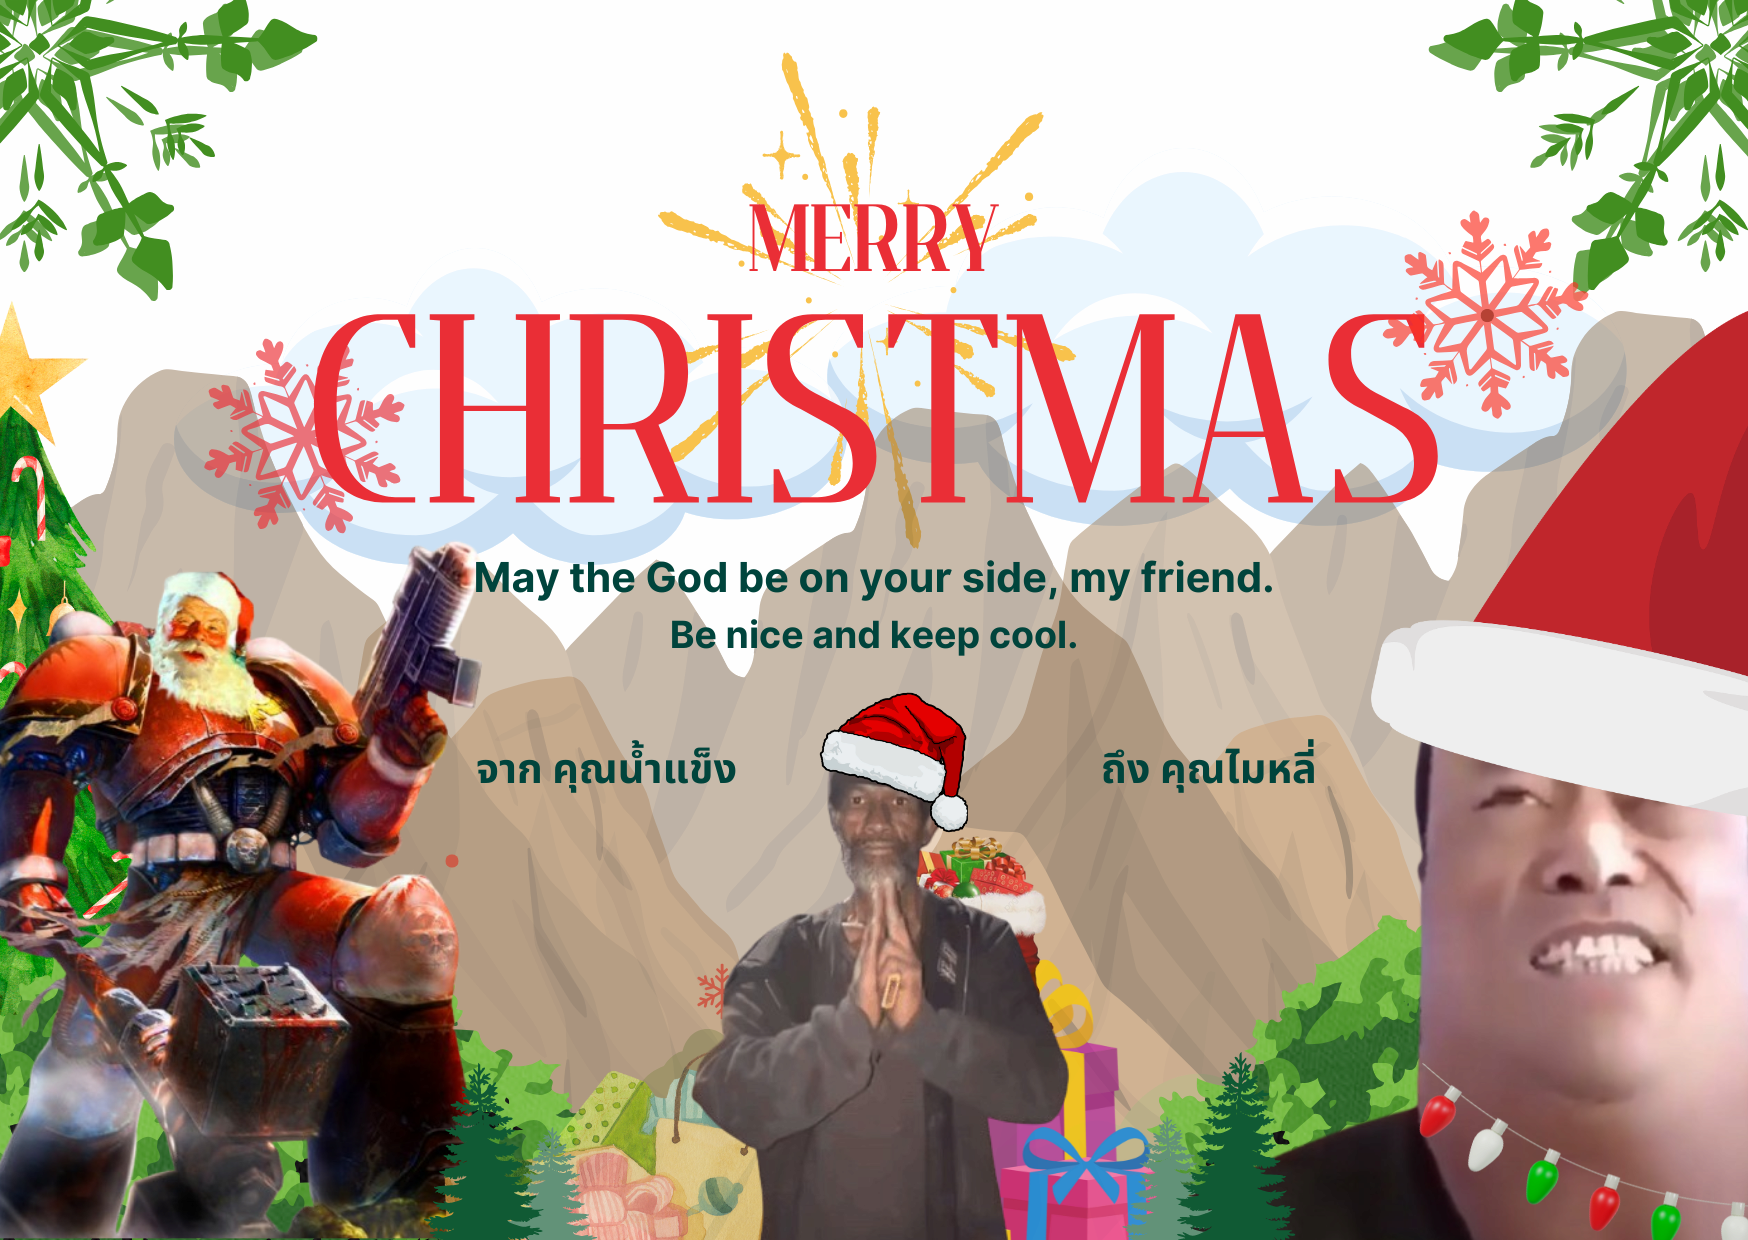 MERRY
CHRISTMAS
May the God be on your side, my friend.
Be nice and keep cool.
จาก คุณน้ำแข็ง
ถึง คุณไมหลี่